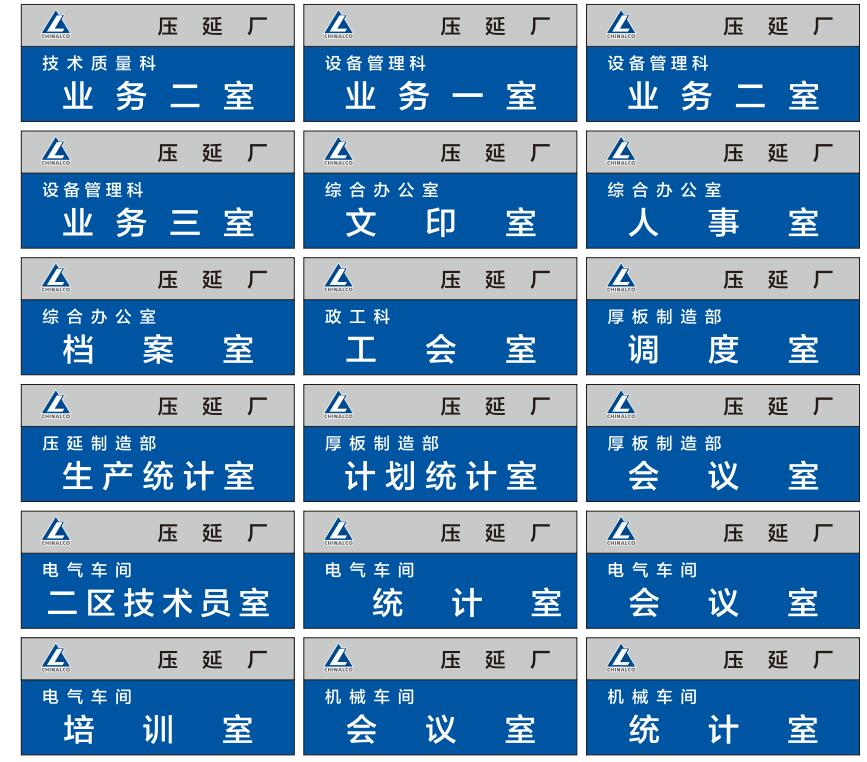 CHINALCO 压延厂
技术质量科
业务二室
CHINALCO 压延厂
设备管理科
业务一室
CHINALCO 压延厂
设备管理科
业务二室
CHINALCO 压延厂
设备管理科
业务三室
CHINALCO 压延厂
综合办公室
文印室
CHINALCO 压延厂
综合办公室
人事室
CHINALCO 压延厂
综合办公室
档案室
CHINALCO 压延厂
政工科
工会室
CHINALCO 压延厂
厚板制造部
调度室
CHINALCO 压延厂
压延制造部
生产统计室
CHINALCO 压延厂
厚板制造部
计划统计室
CHINALCO 压延厂
厚板制造部
会议室
CHINALCO 压延厂
电气车间
二区技术员室
CHINALCO 压延厂
电气车间
统计室
CHINALCO 压延厂
电气车间
会议室
CHINALCO 压延厂
电气车间
培训室
CHINALCO 压延厂
机械车间
会议室
CHINALCO 压延厂
机械车间
统计室